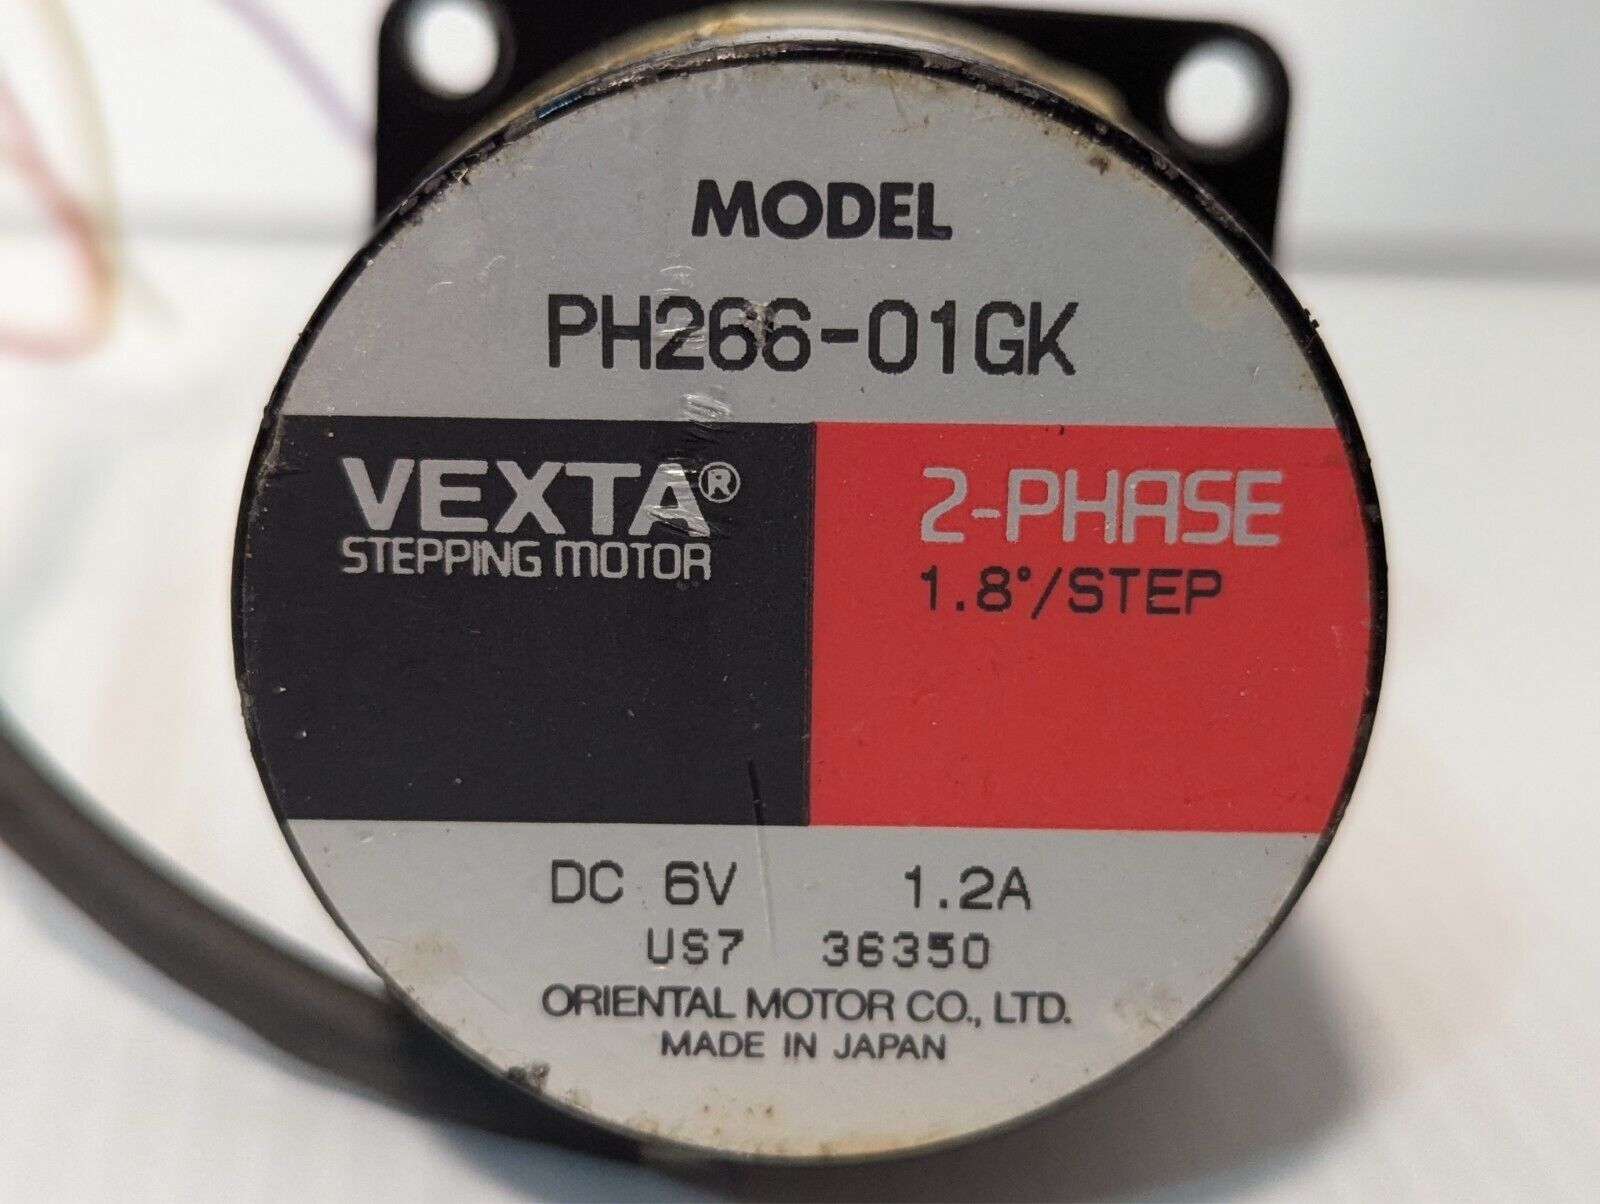 MODEL
PH266-01GK
VEXTA®
STEPPING MOTOR
2-PHASE
1.8°/STEP
DC 6V 1.2A
US7 36350
ORIENTAL MOTOR CO., LTD.
MADE IN JAPAN